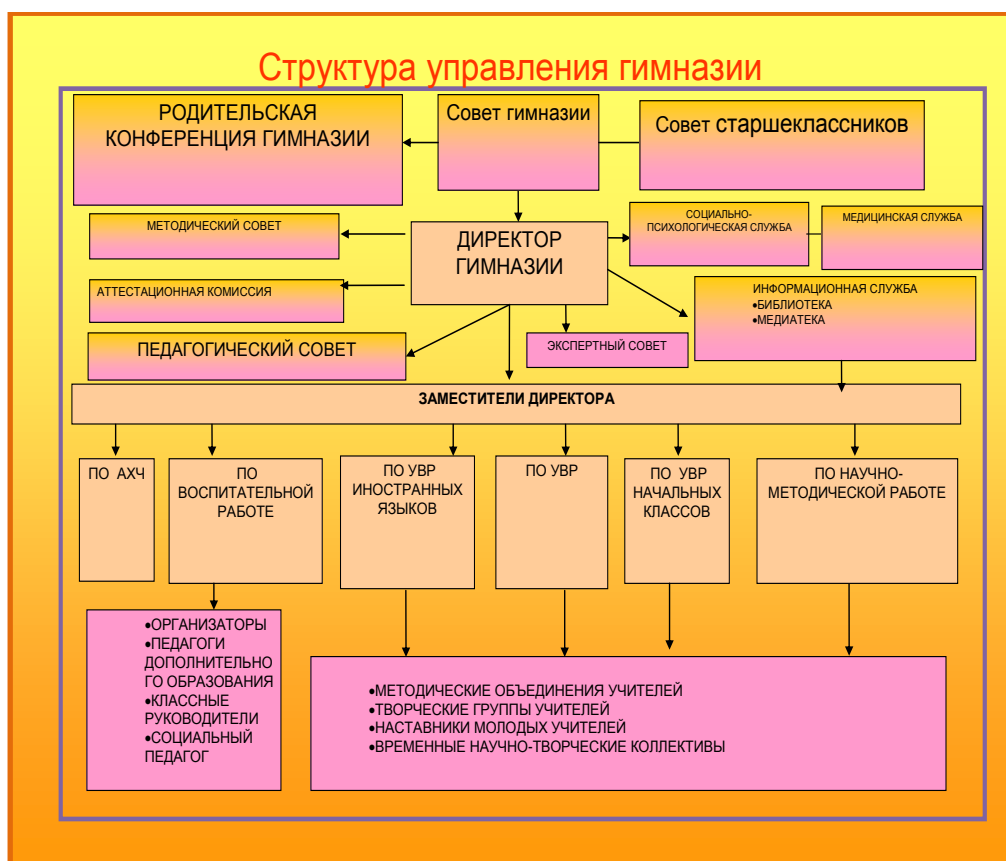 Структура управления гимназии
РОДИТЕЛЬСКАЯ
КОНФЕРЕНЦИЯ ГИМНАЗИИ
Совет гимназии
Совет старшеклассников
МЕТОДИЧЕСКИЙ СОВЕТ
ДИРЕКТОР
ГИМНАЗИИ
СОЦИАЛЬНО-
ПСИХОЛОГИЧЕСКАЯ СЛУЖБА
МЕДИЦИНСКАЯ СЛУЖБА
АТТЕСТАЦИОННАЯ КОМИССИЯ
ИНФОРМАЦИОННАЯ СЛУЖБА
•БИБЛИОТЕКА
•МЕДИАТЕКА
ПЕДАГОГИЧЕСКИЙ СОВЕТ
ЭКСПЕРТНЫЙ СОВЕТ
ЗАМЕСТИТЕЛИ ДИРЕКТОРА
ПО АХЧ
ПО
ВОСПИТАТЕЛЬНОЙ
РАБОТЕ
ПО УВР
ИНОСТРАННЫХ
ЯЗЫКОВ
ПО УВР
ПО УВР
НАЧАЛЬНЫХ
КЛАССОВ
ПО НАУЧНО-
МЕТОДИЧЕСКОЙ РАБОТЕ
•ОРГАНИЗАТОРЫ
•ПЕДАГОГИ
ДОПОЛНИТЕЛЬНО
ГО ОБРАЗОВАНИЯ
•КЛАССНЫЕ
РУКОВОДИТЕЛИ
•СОЦИАЛЬНЫЙ
ПЕДАГОГ
•МЕТОДИЧЕСКИЕ ОБЪЕДИНЕНИЯ УЧИТЕЛЕЙ
•ТВОРЧЕСКИЕ ГРУППЫ УЧИТЕЛЕЙ
•НАСТАВНИКИ МОЛОДЫХ УЧИТЕЛЕЙ
•ВРЕМЕННЫЕ НАУЧНО-ТВОРЧЕСКИЕ КОЛЛЕКТИВЫ